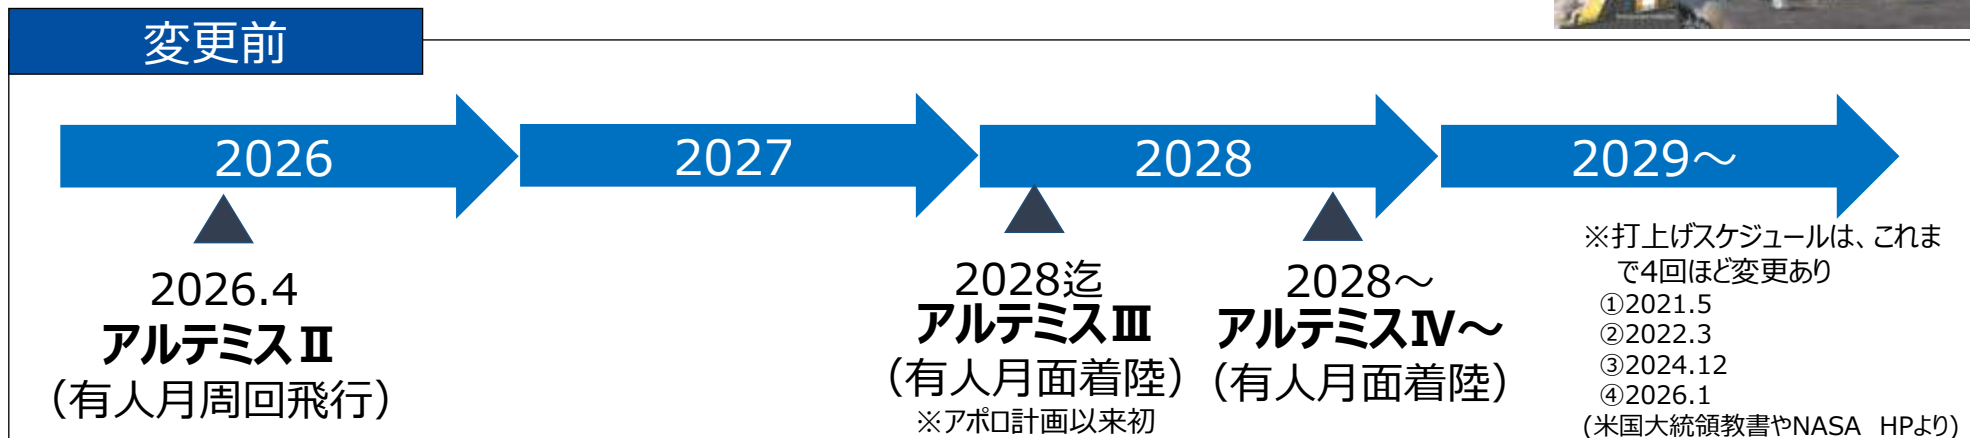 変更前
2026
2027
2028
2029～
2026.4
アルテミスⅡ
（有人月周回飛行）
2028迄
アルテミスⅢ
（有人月面着陸）
※アポロ計画以来初
2028～
アルテミスⅣ～
（有人月面着陸）
※打上げスケジュールは、これま
で4回ほど変更あり
①2021.5
②2022.3
③2024.12
④2026.1
(米国大統領教書やNASA　HPより)